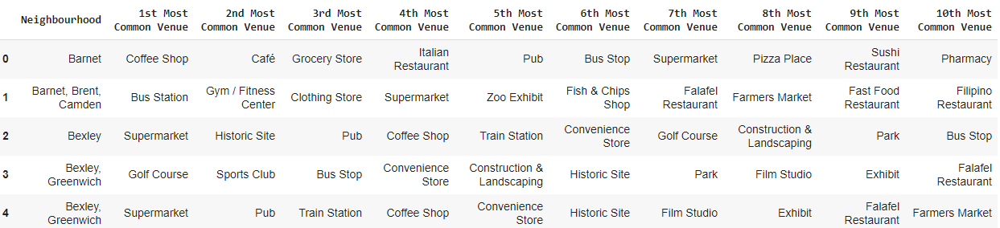 Neighbourhood 1st Most Common Venue 2nd Most Common Venue 3rd Most Common Venue 4th Most Common Venue 5th Most Common Venue 6th Most Common Venue 7th Most Common Venue 8th Most Common Venue 9th Most Common Venue 10th Most Common Venue
0 Barnet Coffee Shop Café Grocery Store Italian Restaurant Pub Bus Stop Supermarket Pizza Place Sushi Restaurant Pharmacy
1 Barnet, Brent, Camden Bus Station Gym / Fitness Center Clothing Store Supermarket Zoo Exhibit Fish & Chips Shop Falafel Restaurant Farmers Market Fast Food Restaurant Filipino Restaurant
2 Bexley Supermarket Historic Site Pub Coffee Shop Train Station Convenience Store Golf Course Construction & Landscaping Park Bus Stop
3 Bexley, Greenwich Golf Course Sports Club Bus Stop Convenience Store Construction & Landscaping Historic Site Park Film Studio Exhibit Falafel Restaurant
4 Bexley, Greenwich Supermarket Pub Train Station Coffee Shop Convenience Store Historic Site Film Studio Exhibit Falafel Restaurant Farmers Market